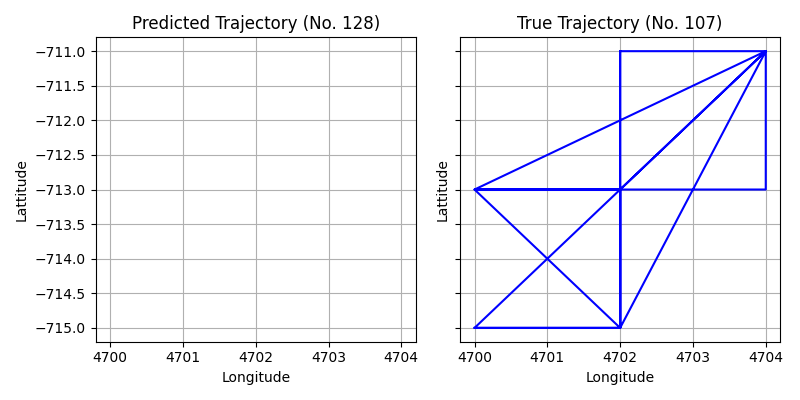 Predicted Trajectory (No. 128)
True Trajectory (No. 107)
Lattitude
−711.0
−711.5
−712.0
−712.5
−713.0
−713.5
−714.0
−714.5
−715.0
4700 4701 4702 4703 4704
Longitude
Lattitude
4700 4701 4702 4703 4704
Longitude